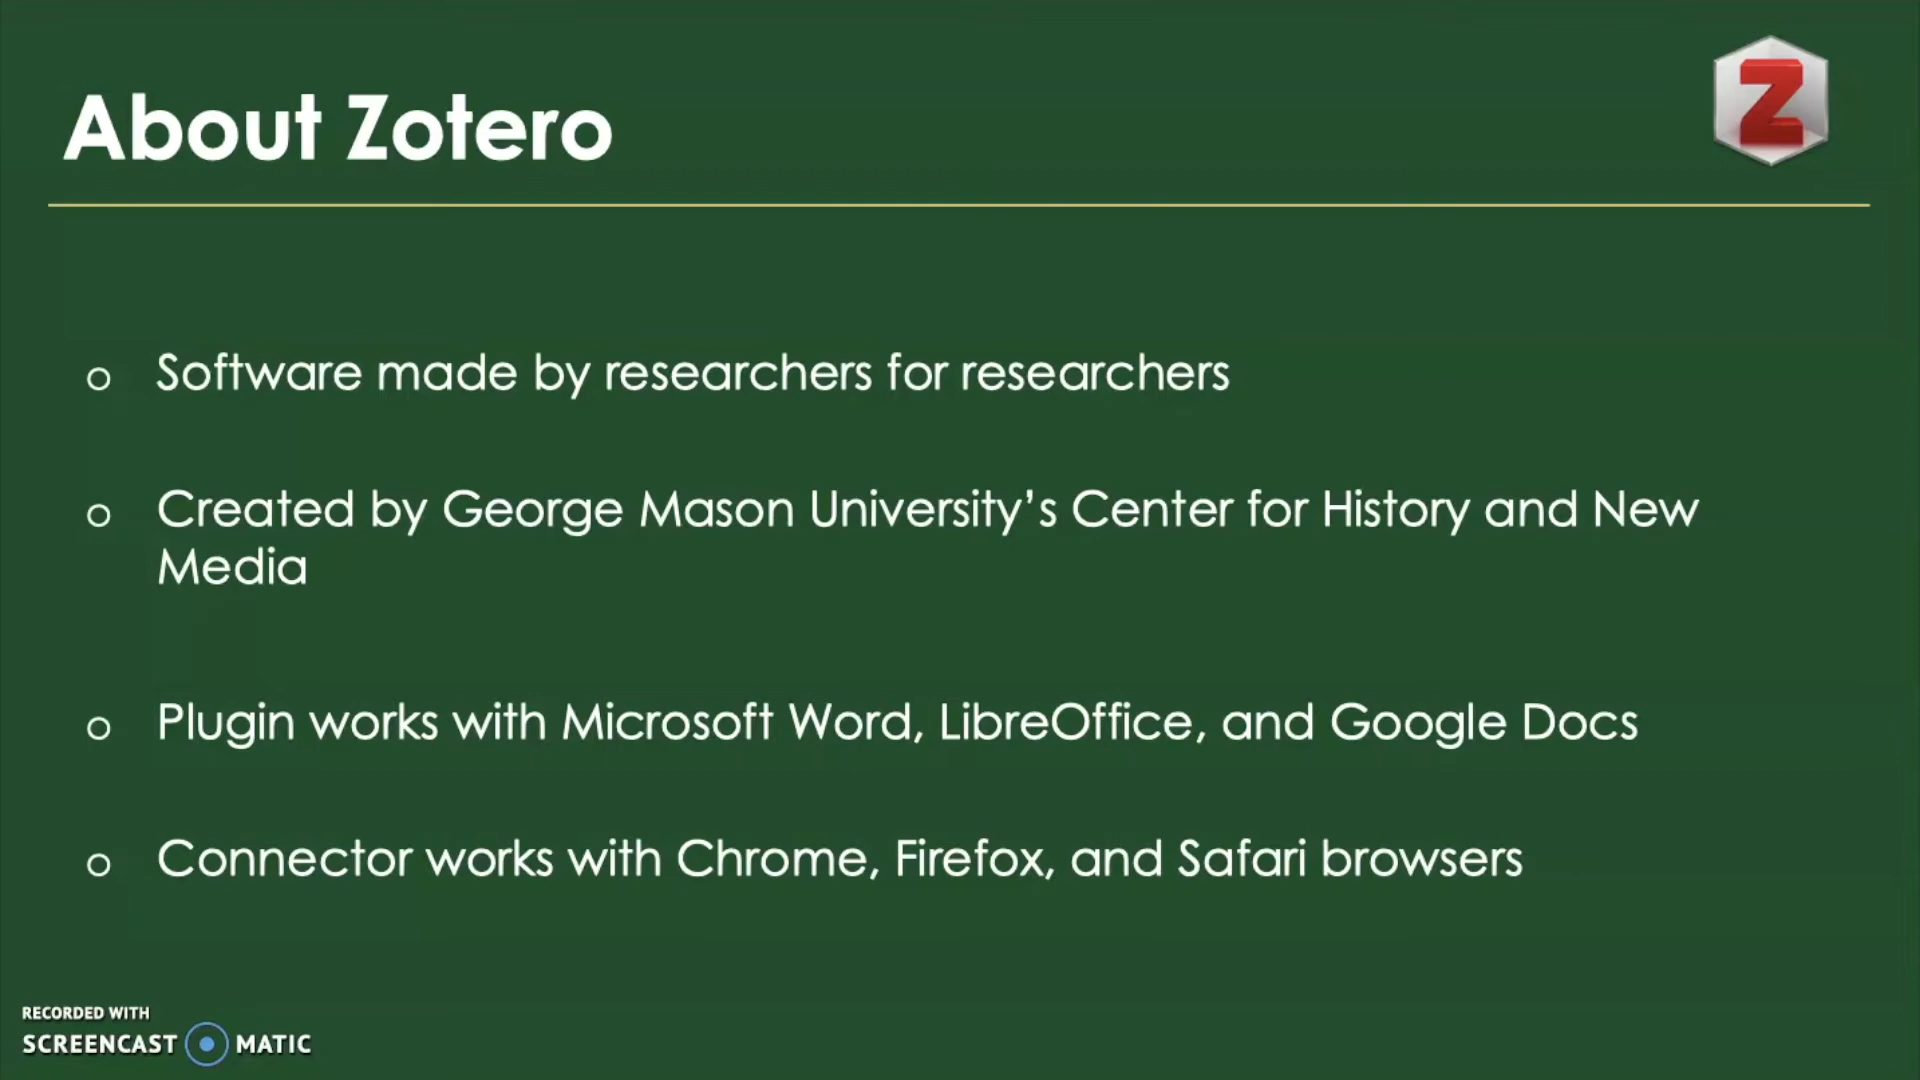 About Zotero
Z
o Software made by researchers for researchers
o Created by George Mason University’s Center for History and New
Media
o Plugin works with Microsoft Word, LibreOffice, and Google Docs
o Connector works with Chrome, Firefox, and Safari browsers
RECORDED WITH
SCREENCAST MATIC